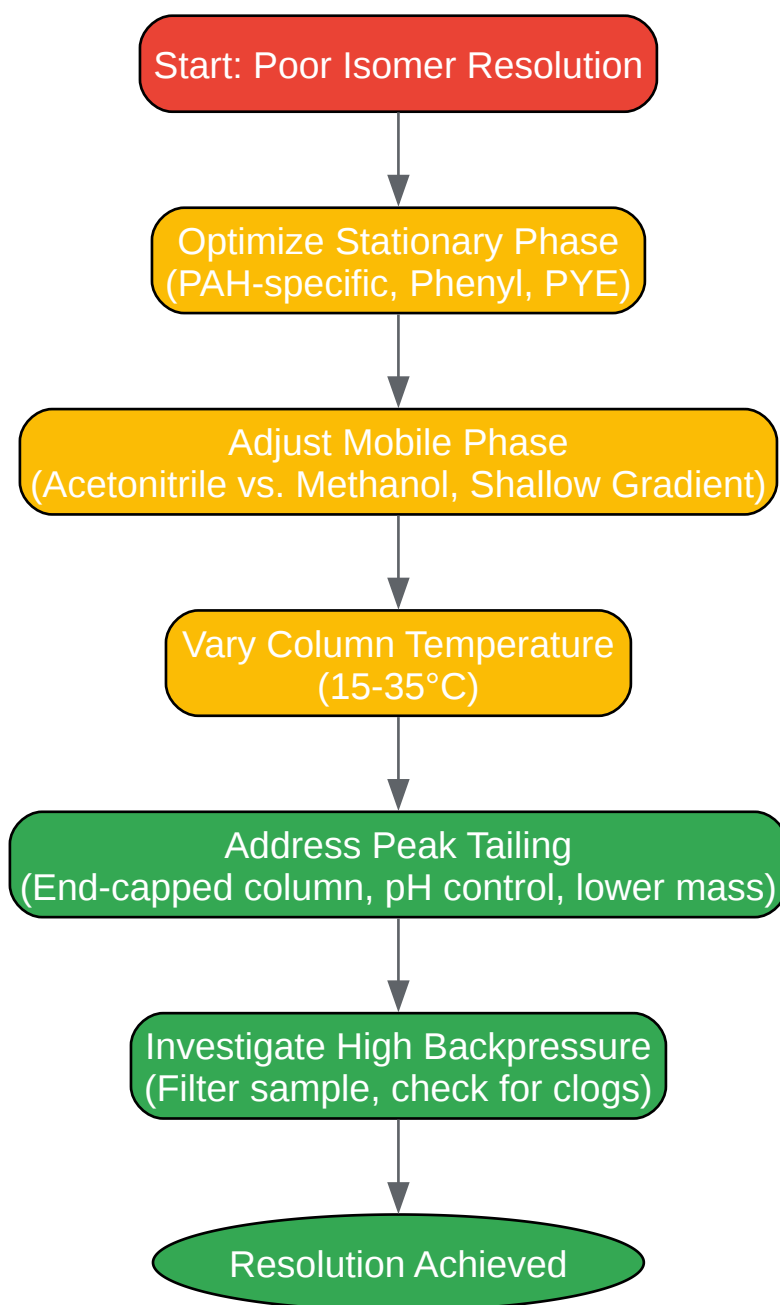 Start: Poor Isomer Resolution
Optimize Stationary Phase
(PAH-specific, Phenyl, PYE)
Adjust Mobile Phase
(Acetonitrile vs. Methanol, Shallow Gradient)
Vary Column Temperature
(15-35°C)
Address Peak Tailing
(End-capped column, pH control, lower mass)
Investigate High Backpressure
(Filter sample, check for clogs)
Resolution Achieved